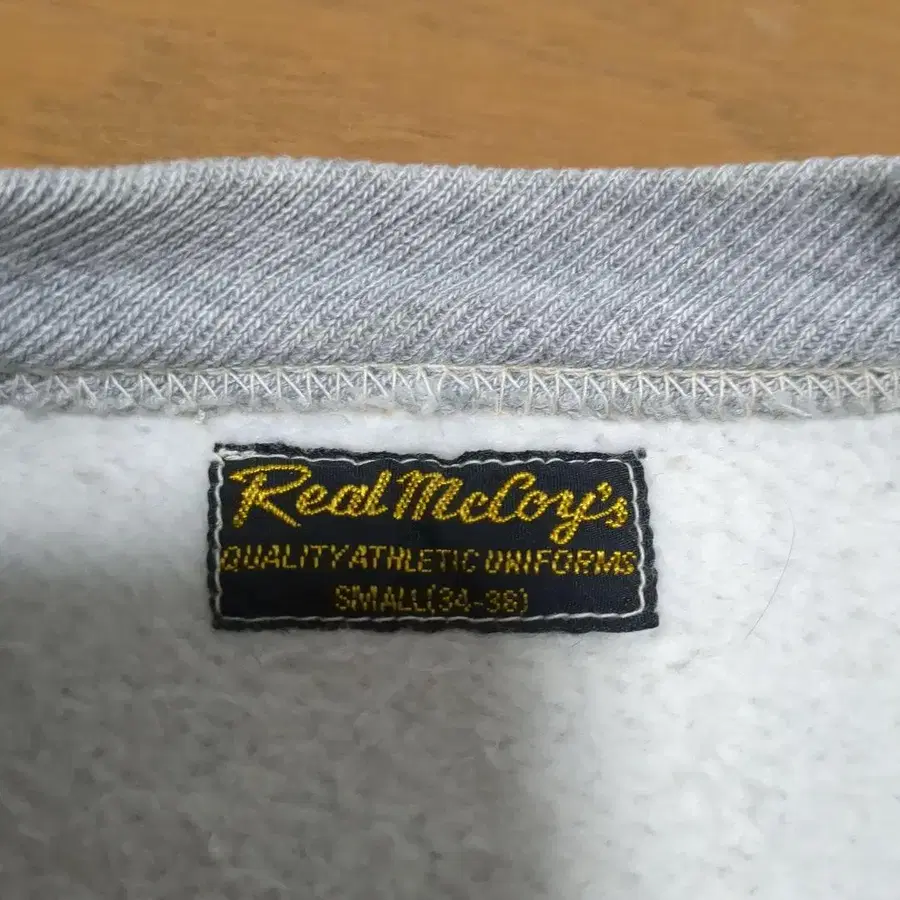 Real McCoy's
QUALITY ATHLETIC UNIFORMS
SMALL(34-36)